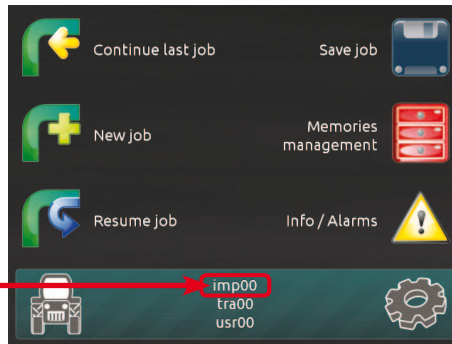 Continue last job
Save job
New job
Memories
management
Resume job
Info / Alarms
imp00
tra00
usr00